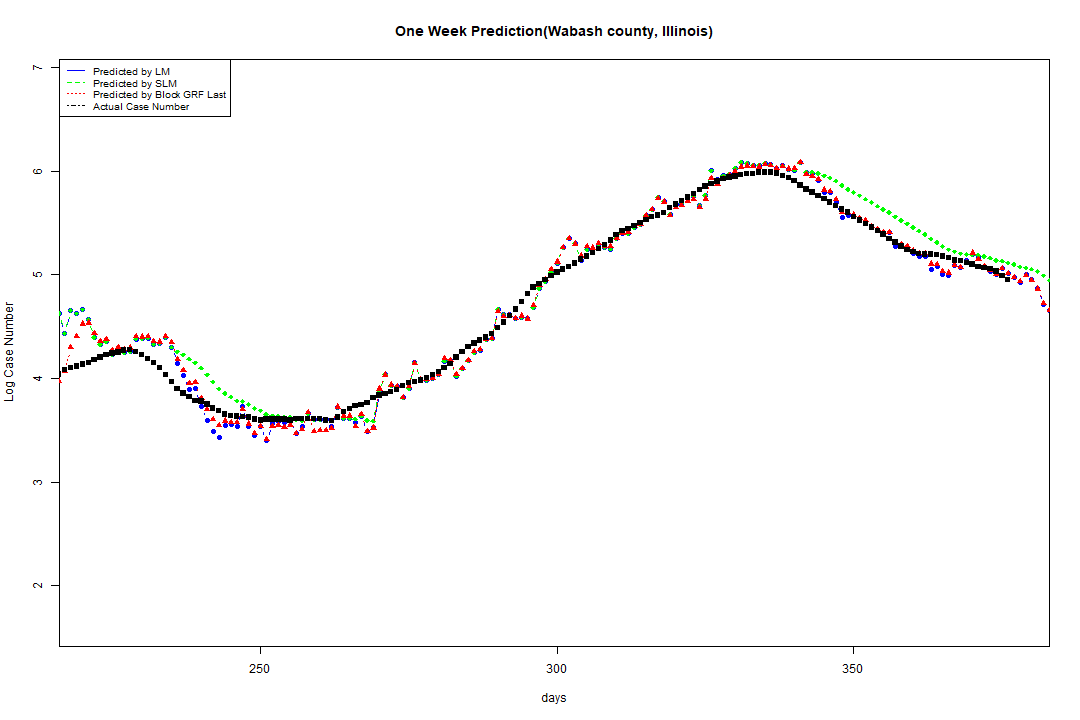 One Week Prediction(Wabash county, Illinois)
Predicted by LM
Predicted by SLM
Predicted by Block GRF Last
Actual Case Number
7
6
5
4
3
2
Log Case Number
250 300 350
days